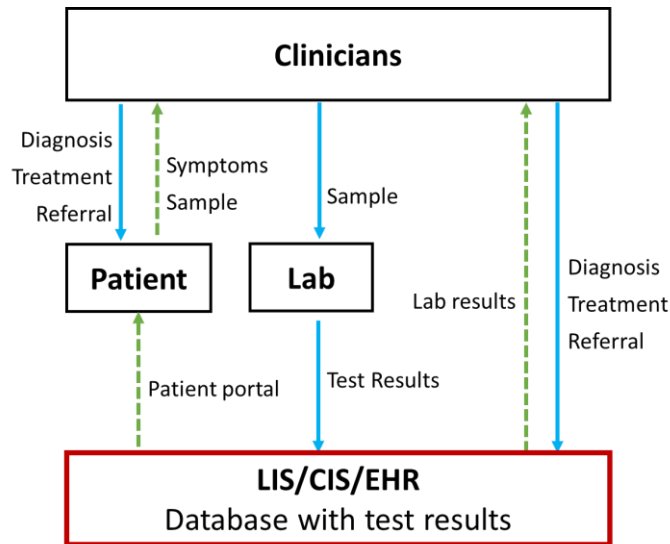 Clinicians
Diagnosis
Treatment
Referral
Symptoms
Sample
Sample
Patient
Lab
Lab results
Diagnosis
Treatment
Referral
Patient portal
Test Results
LIS/CIS/EHR
Database with test results